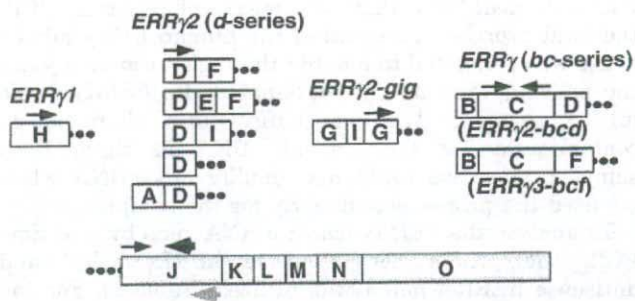 ERRγ2 (d-series)
ERRγ1
ERRγ2-gig
ERRγ (bc-series)
H
D F
D E F
D I
D
A D
G I G
B C D
(ERRγ2-bcd)
B C F
(ERRγ3-bcf)
J K L M N O